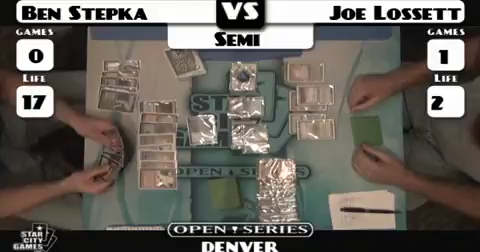 BEN STEPKA
VS
JOE LOSSETT
GAMES
0
LIFE
17
SEMI
GAMES
1
LIFE
2
STAR CITY GAMES
OPEN SERIES
DENVER